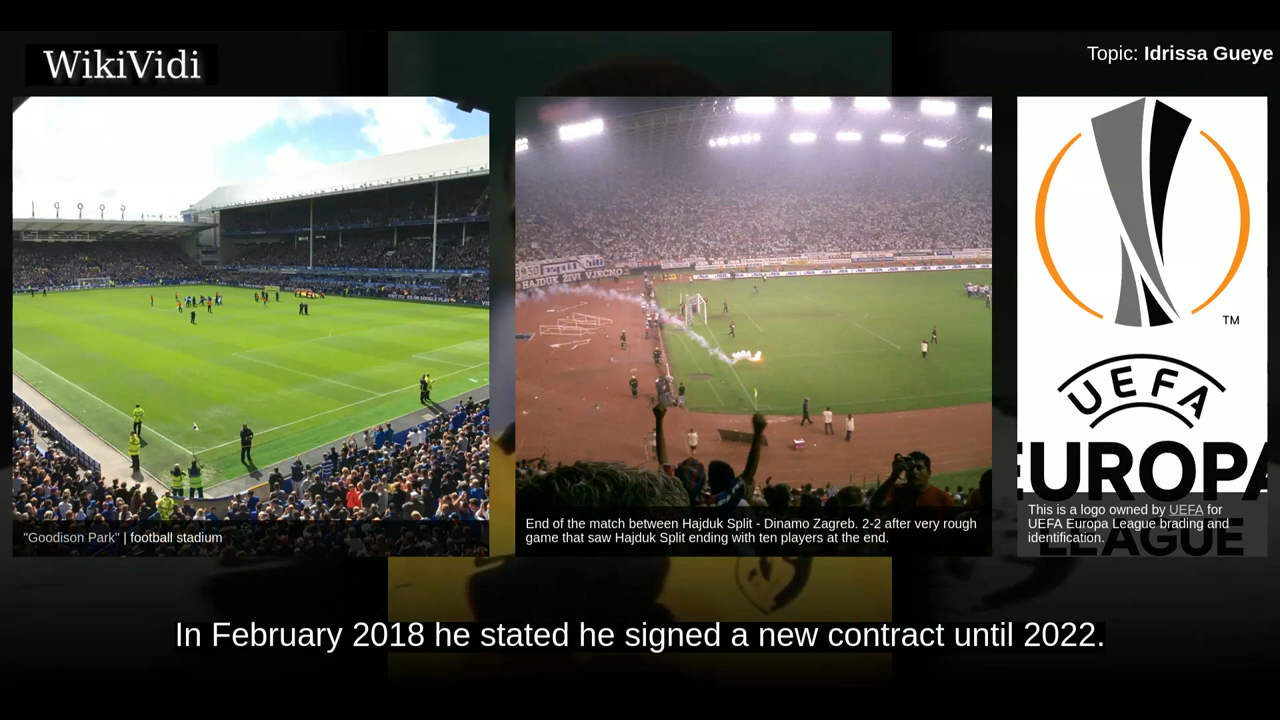 WikiVidi
Topic: Idrissa Gueye
HAJDUK ŽIVI VJEČNO
TM
UEFA
EUROPA
LEAGUE
"Goodison Park" | football stadium
End of the match between Hajduk Split - Dinamo Zagreb. 2-2 after very rough
game that saw Hajduk Split ending with ten players at the end.
This is a logo owned by UEFA for
UEFA Europa League brading and
identification.
In February 2018 he stated he signed a new contract until 2022.